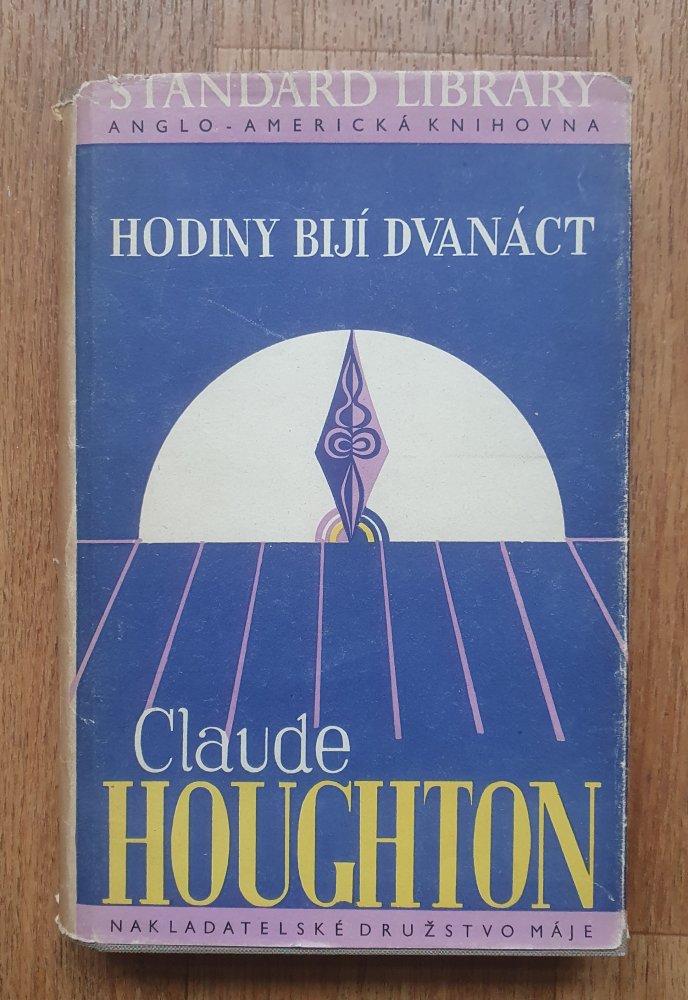 STANDARD LIBRARY
ANGLO-AMERICKÁ KNIHOVNA
HODINY BIJÍ DVANÁCT
Claude
HOUGHTON
NAKLADATELSKÉ DRUŽSTVO MÁJE